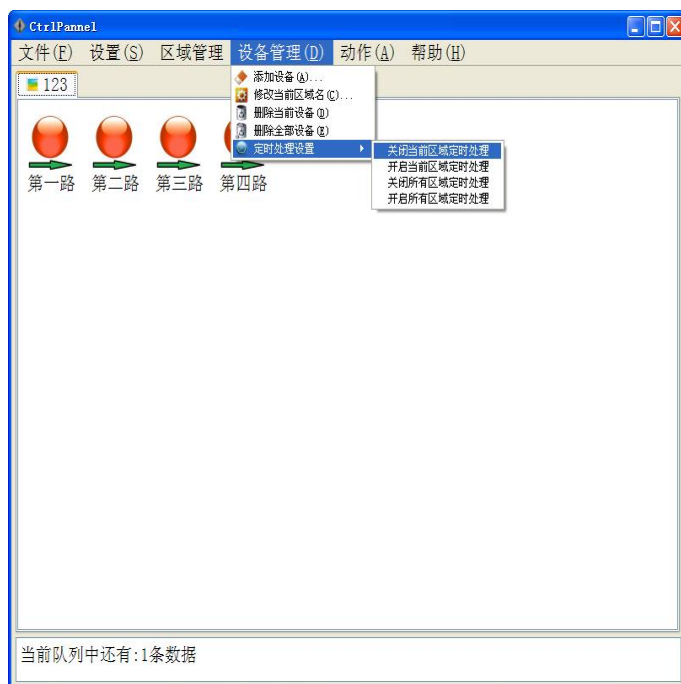 CtrlPannel
文件(F) 设置(S) 区域管理 设备管理(D) 动作(A) 帮助(H)
123
添加设备(A)...
修改当前区域名(C)...
删除当前设备(D)
删除全部设备(E)
定时处理设置
关闭当前区域定时处理
开启当前区域定时处理
关闭所有区域定时处理
开启所有区域定时处理
第一路 第二路 第三路 第四路
当前队列中还有:1条数据